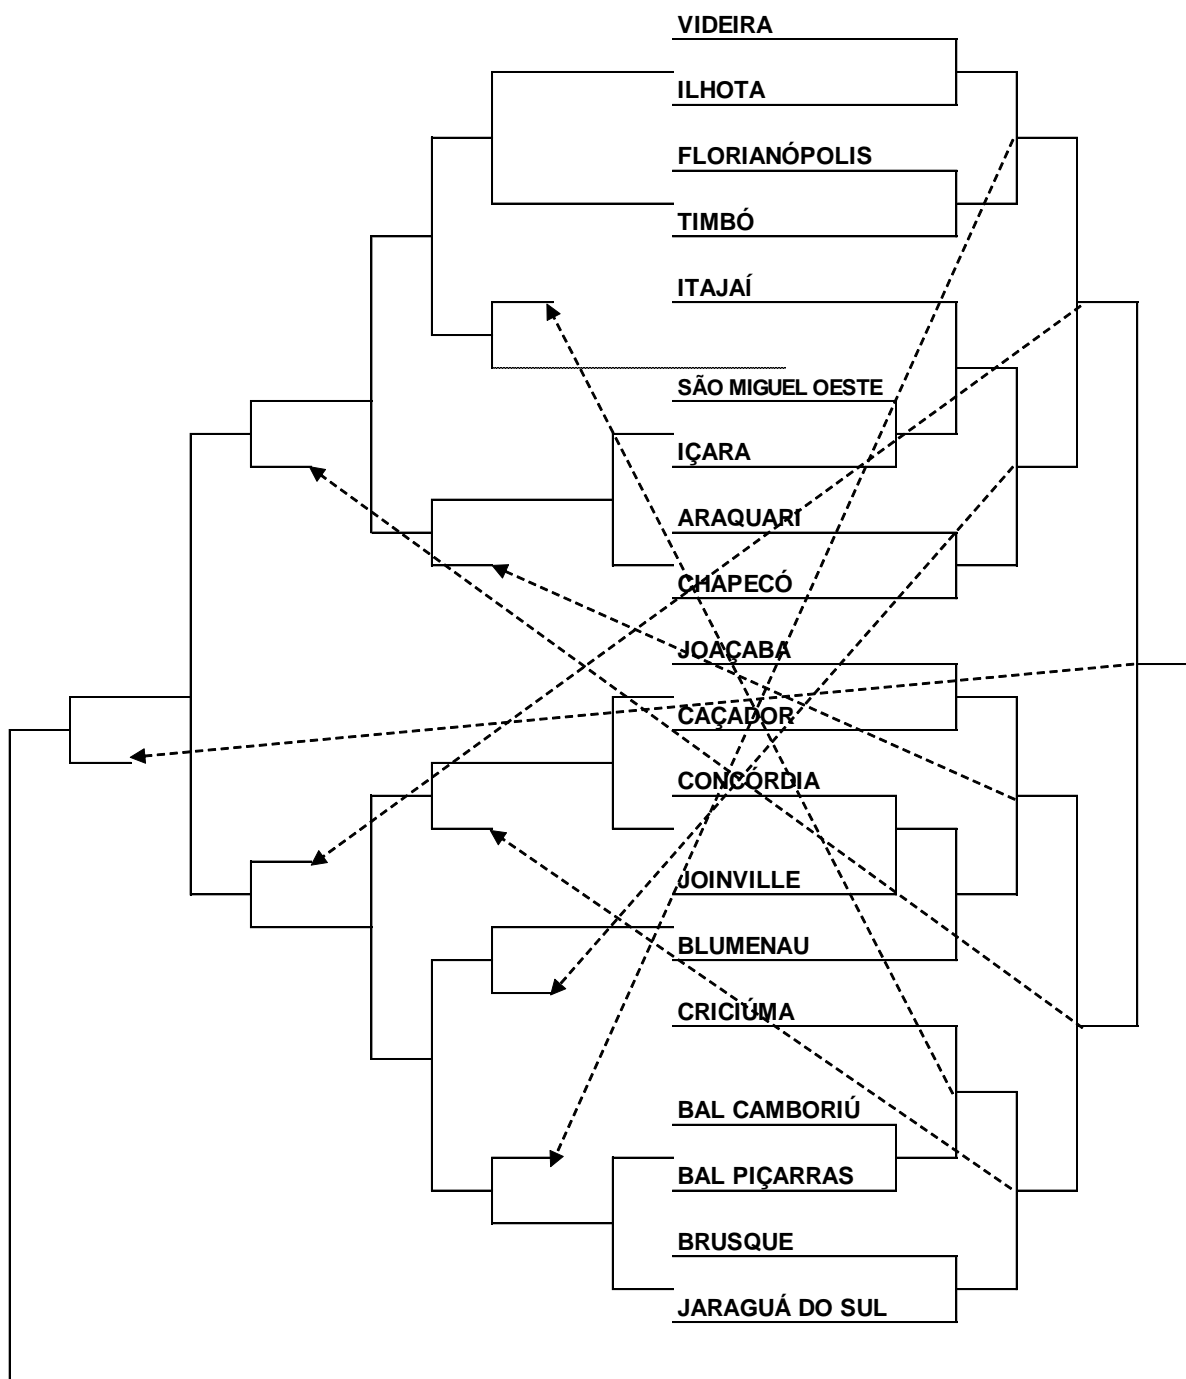 VIDEIRA
ILHOTA
FLORIANÓPOLIS
TIMBÓ
ITAJAÍ
SÃO MIGUEL OESTE
IÇARA
ARAQUARI
CHAPECÓ
JOAÇABA
CAÇADOR
CONCÓRDIA
JOINVILLE
BLUMENAU
CRICIÚMA
BAL CAMBORIÚ
BAL PIÇARRAS
BRUSQUE
JARAGUÁ DO SUL